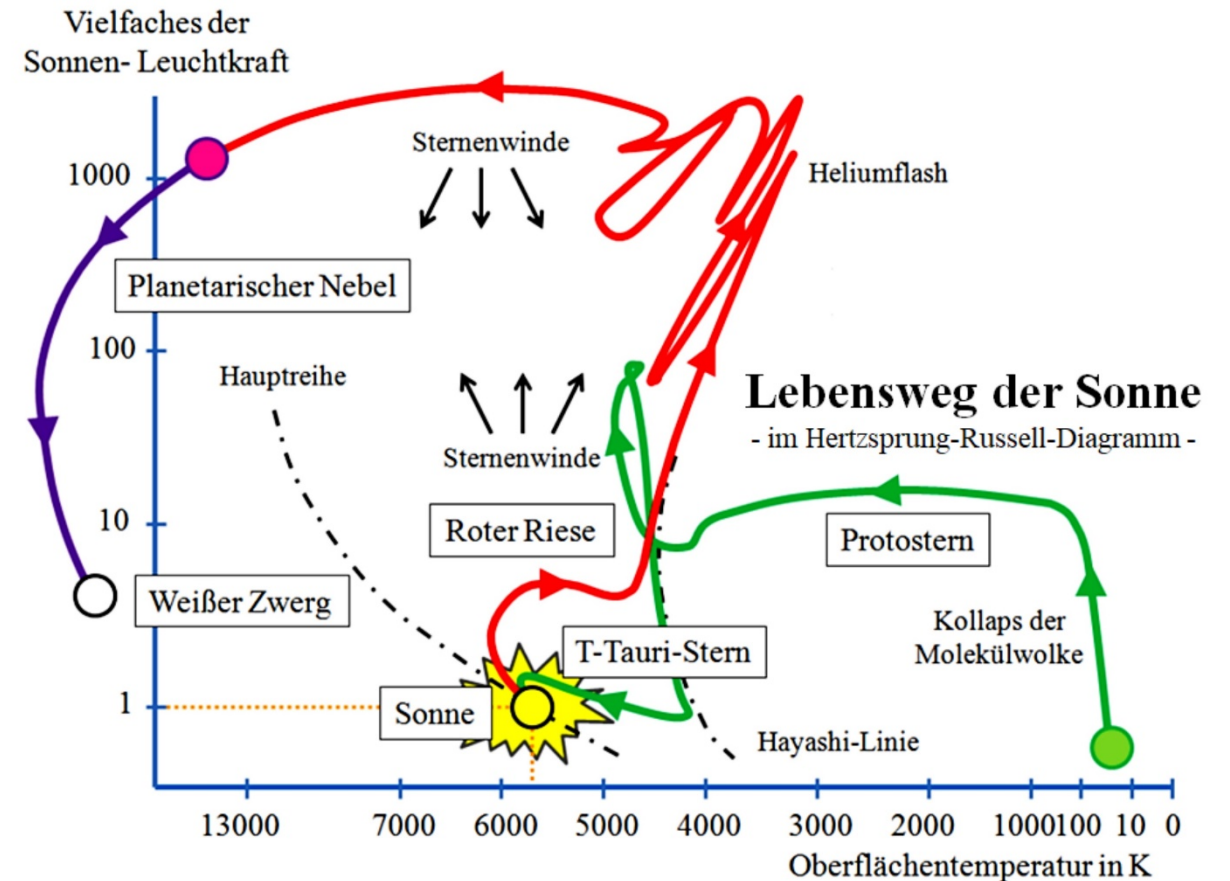 Vielfaches der
Sonnen- Leuchtkraft
Sternenwinde
1000
Heliumflash
Planetarischer Nebel
100
Hauptreihe
Lebensweg der Sonne
- im Hertzsprung-Russell-Diagramm -
Sternenwinde
10
Roter Riese
Protostern
Weißer Zwerg
Kollaps der
Molekülwolke
T-Tauri-Stern
1
Sonne
Hayashi-Linie
13000 7000 6000 5000 4000 3000 2000 1000 100 10 0
Oberflächentemperatur in K